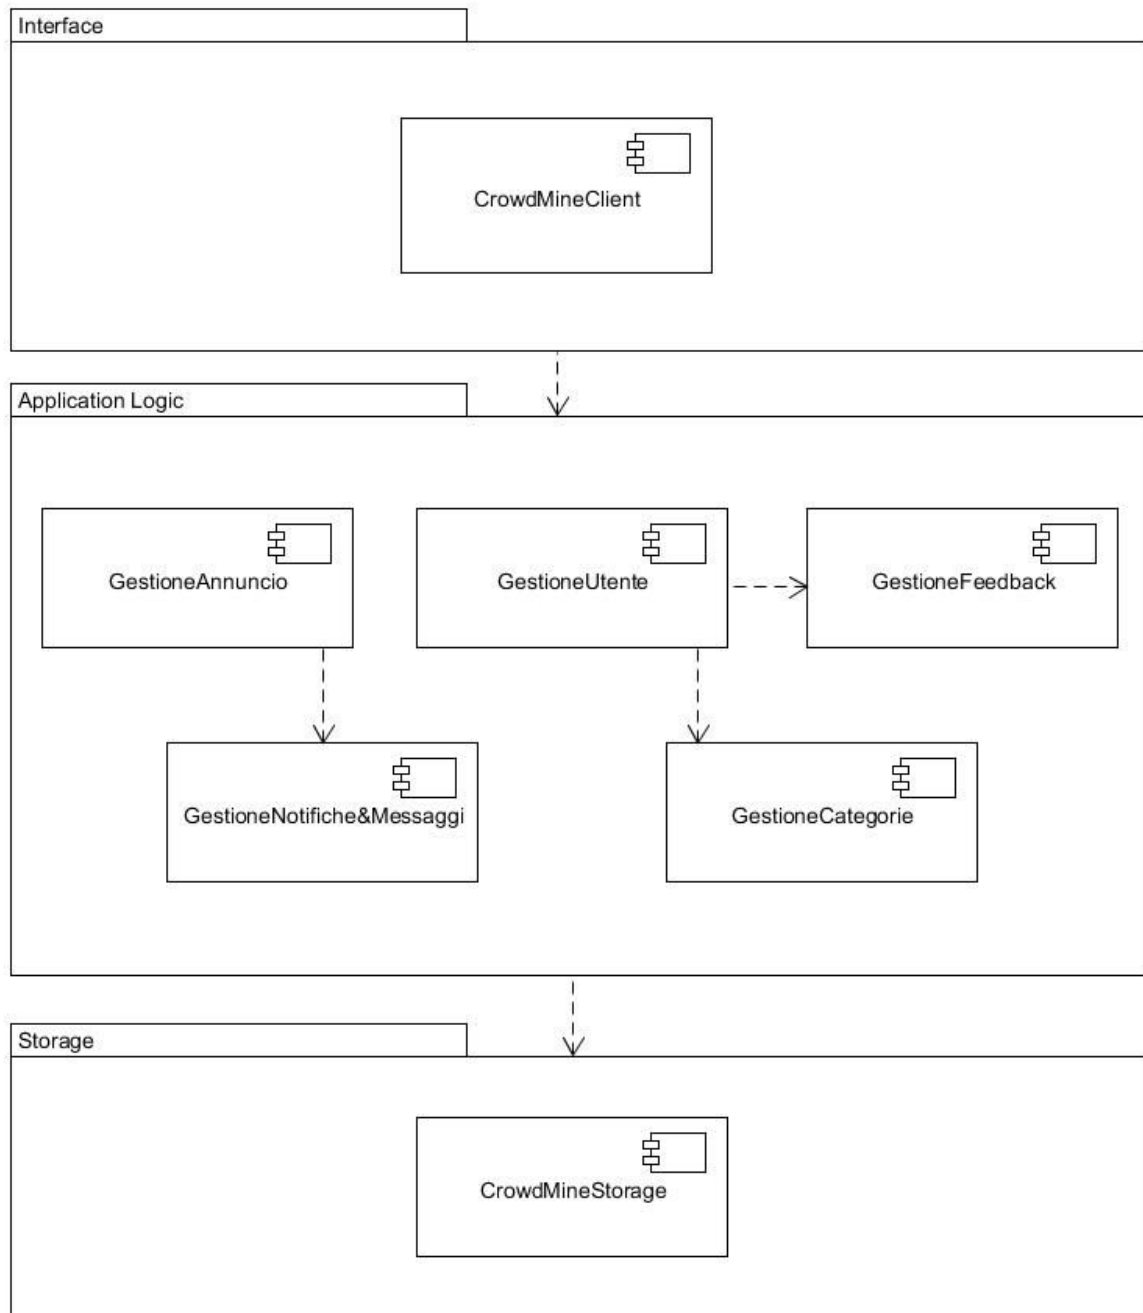 Interface
CrowdMineClient
Application Logic
GestioneAnnuncio
GestioneUtente
GestioneFeedback
GestioneNotifiche&Messaggi
GestioneCategorie
Storage
CrowdMineStorage